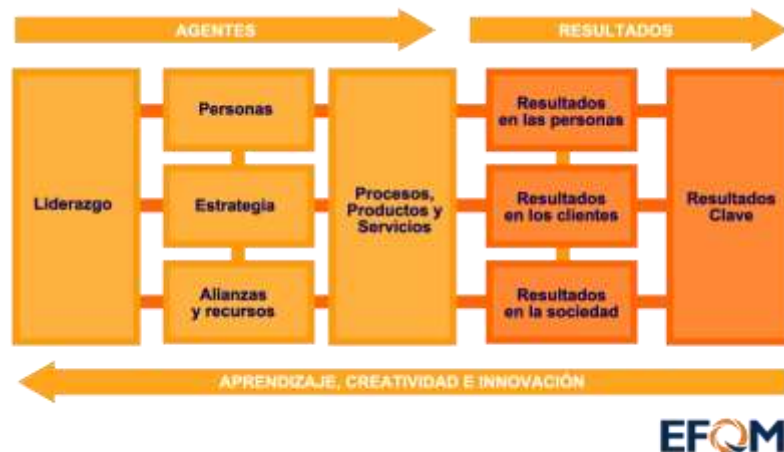 AGENTES
RESULTADOS
Liderazgo
Personas
Estrategia
Alianzas
y recursos
Procesos,
Productos y
Servicios
Resultados
en las personas
Resultados
en los clientes
Resultados
en la sociedad
Resultados
Clave
APRENDIZAJE, CREATIVIDAD E INNOVACIÓN
EFQM